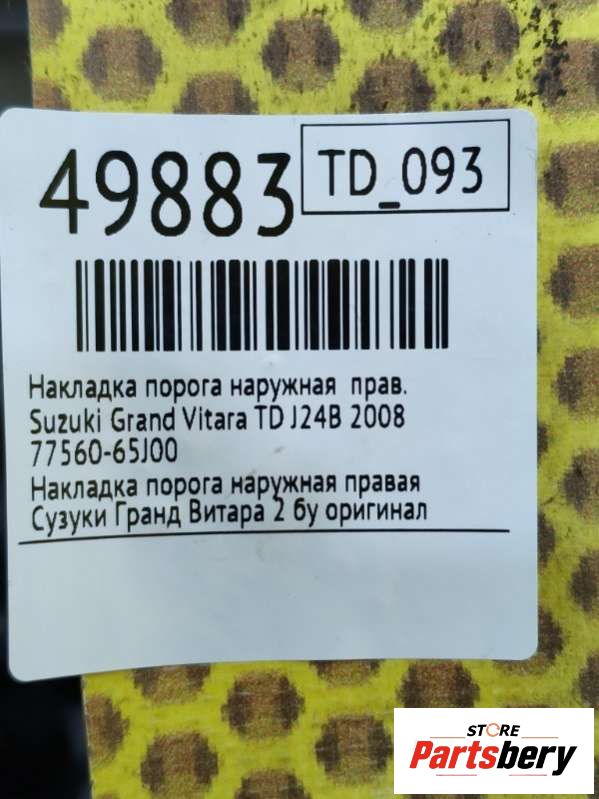 49883 TD_093
Накладка порога наружная прав.
Suzuki Grand Vitara TD J24B 2008
77560-65J00
Накладка порога наружная правая
Сузуки Гранд Витара 2 бу оригинал
STORE
Partsbery